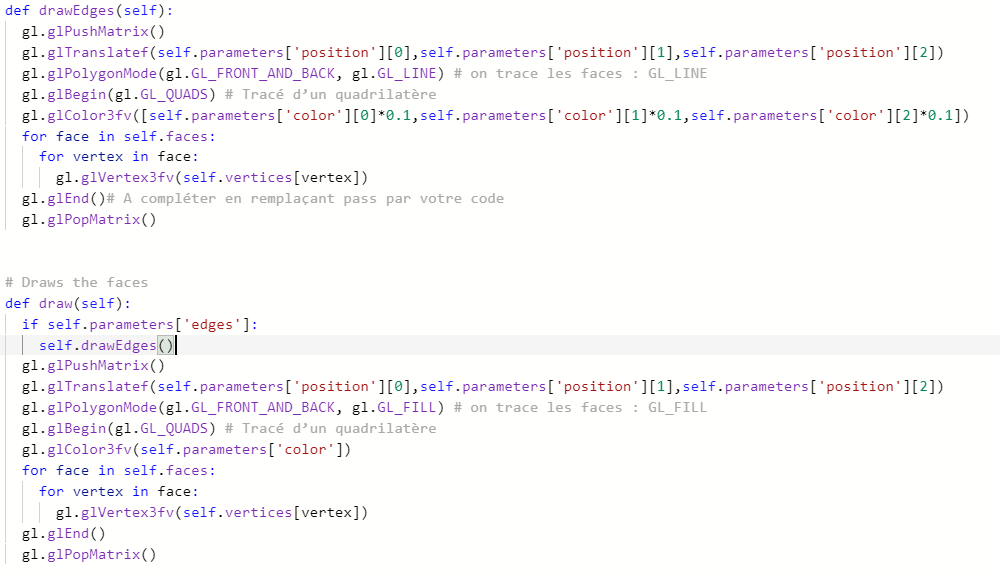 def drawEdges(self):
  gl.glPushMatrix()
  gl.glTranslatef(self.parameters['position'][0],self.parameters['position'][1],self.parameters['position'][2])
  gl.glPolygonMode(gl.GL_FRONT_AND_BACK, gl.GL_LINE) # on trace les faces : GL_LINE
  gl.glBegin(gl.GL_QUADS) # Tracé d’un quadrilatère
  gl.glColor3fv([self.parameters['color'][0]*0.1,self.parameters['color'][1]*0.1,self.parameters['color'][2]*0.1])
  for face in self.faces:
    for vertex in face:
      gl.glVertex3fv(self.vertices[vertex])
  gl.glEnd()# A compléter en remplaçant pass par votre code
  gl.glPopMatrix()
# Draws the faces
def draw(self):
  if self.parameters['edges']:
    self.drawEdges()
  gl.glPushMatrix()
  gl.glTranslatef(self.parameters['position'][0],self.parameters['position'][1],self.parameters['position'][2])
  gl.glPolygonMode(gl.GL_FRONT_AND_BACK, gl.GL_FILL) # on trace les faces : GL_FILL
  gl.glBegin(gl.GL_QUADS) # Tracé d’un quadrilatère
  gl.glColor3fv(self.parameters['color'])
  for face in self.faces:
    for vertex in face:
      gl.glVertex3fv(self.vertices[vertex])
  gl.glEnd()
  gl.glPopMatrix()